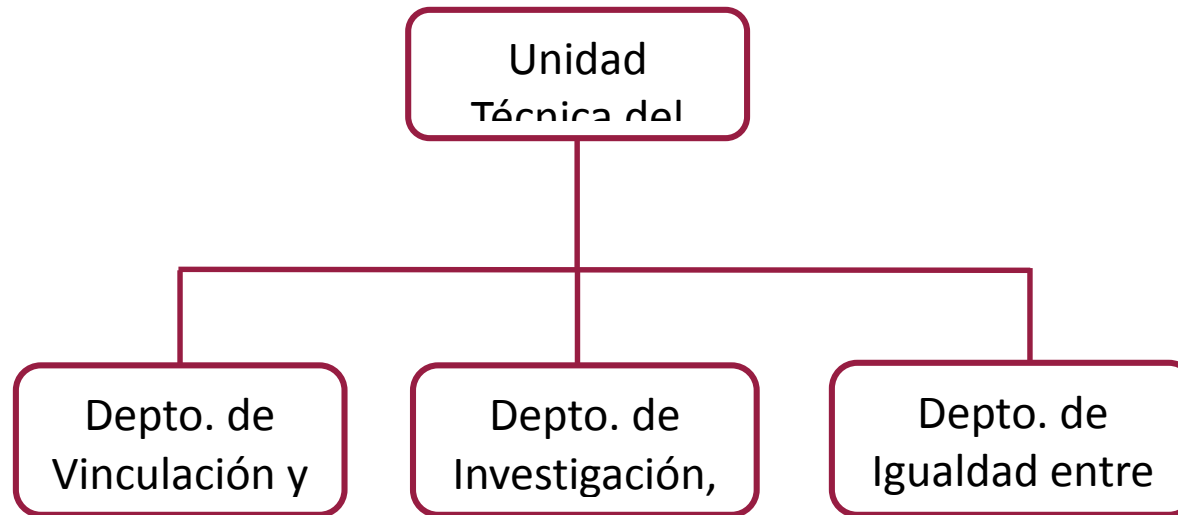 Unidad
Técnica del
Depto. de
Vinculación y
Depto. de
Investigación,
Depto. de
Igualdad entre